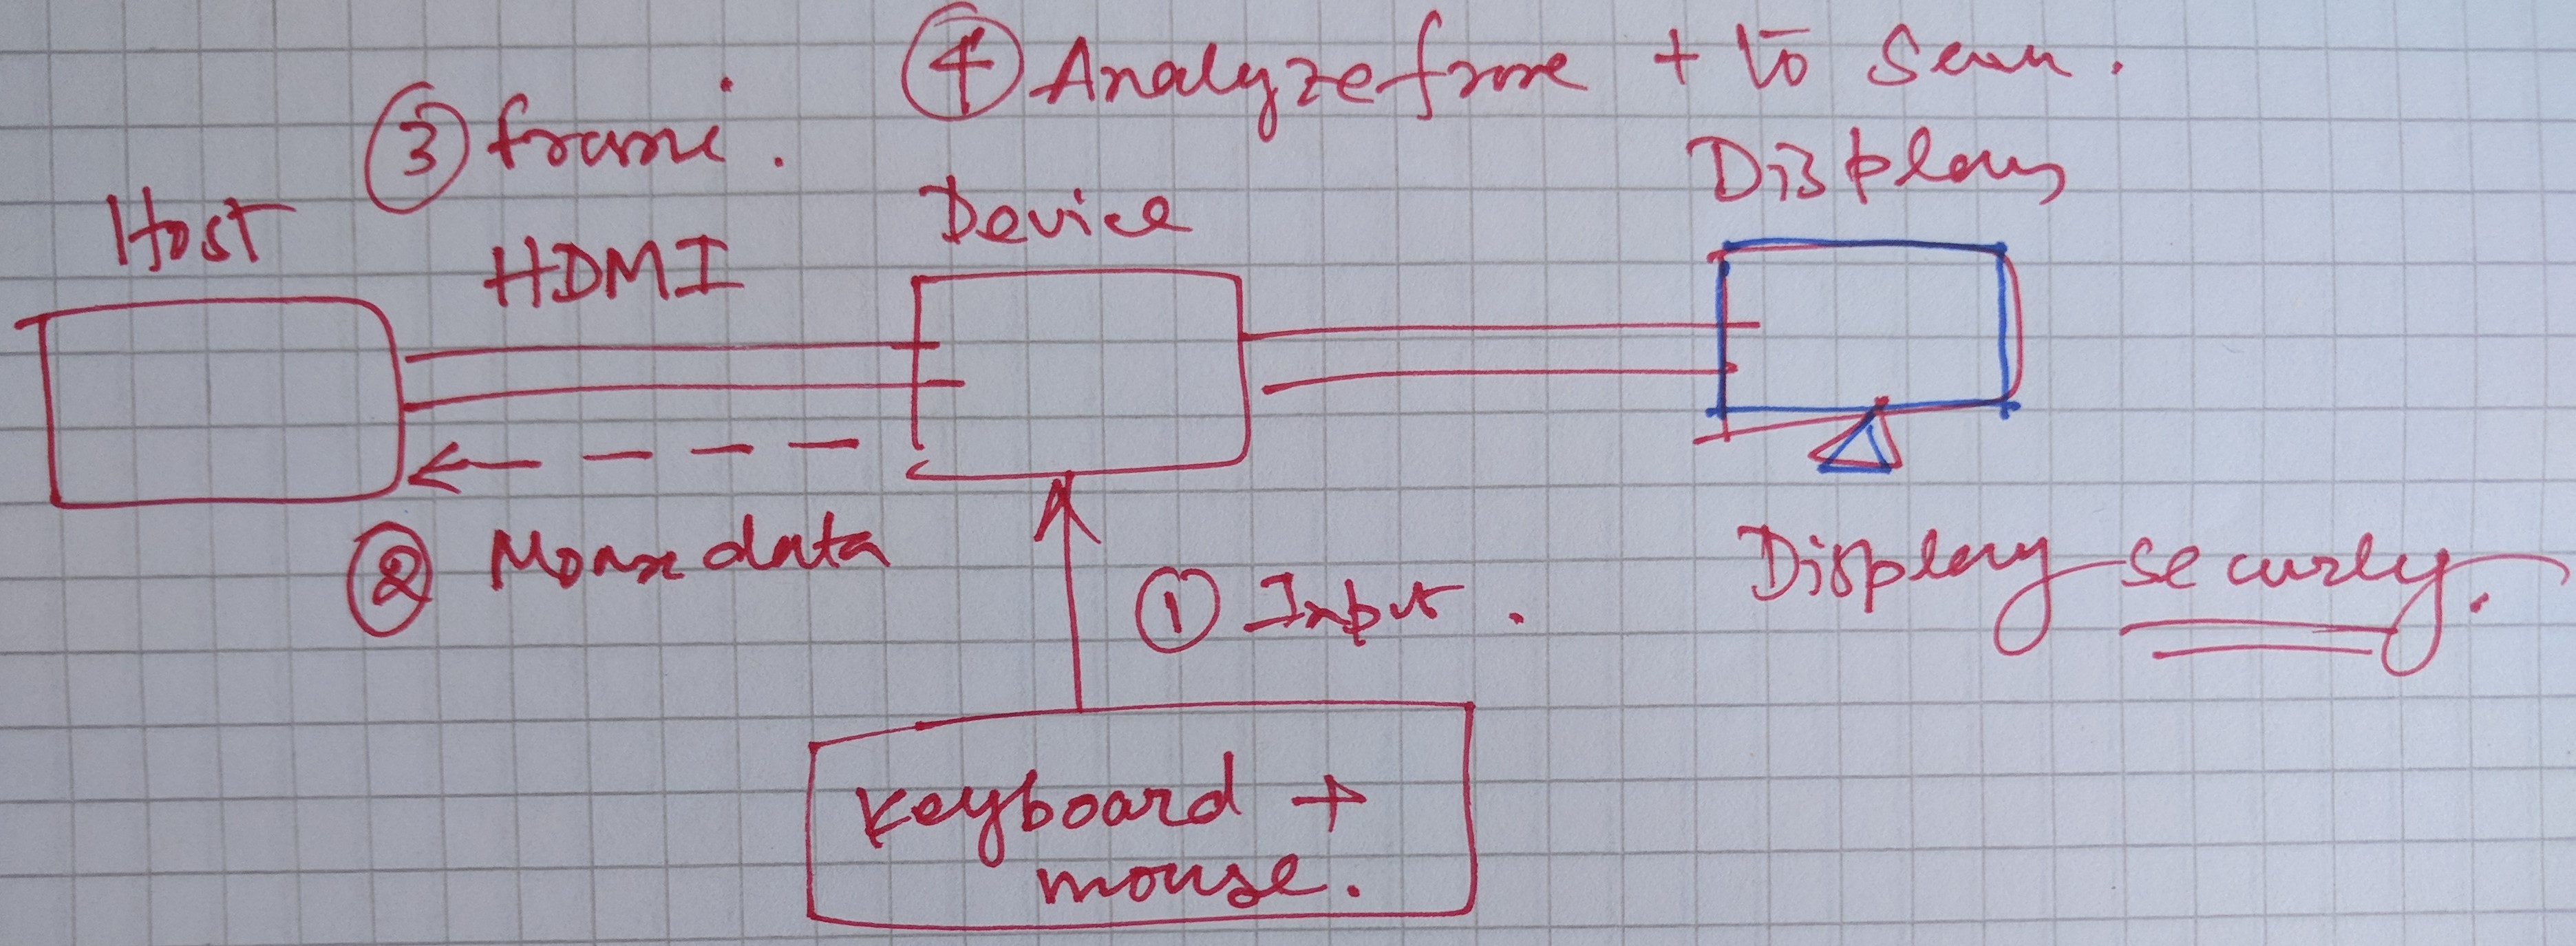 ④ Analyze frame + to
③ frame.
Display
Device
Host
HDMI
② Mouse data
Display securly.
① Input.
Keyboard +
mouse.